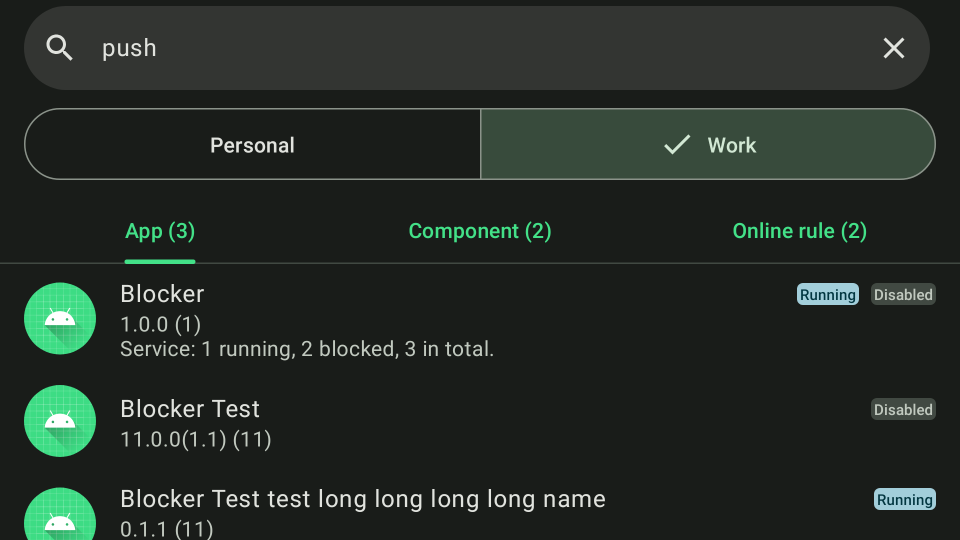 push
Personal
Work
App (3)
Component (2)
Online rule (2)
Blocker
Running
Disabled
1.0.0 (1)
Service: 1 running, 2 blocked, 3 in total.
Blocker Test
Disabled
11.0.0(1.1) (11)
Blocker Test test long long long long name
Running
0.1.1 (11)